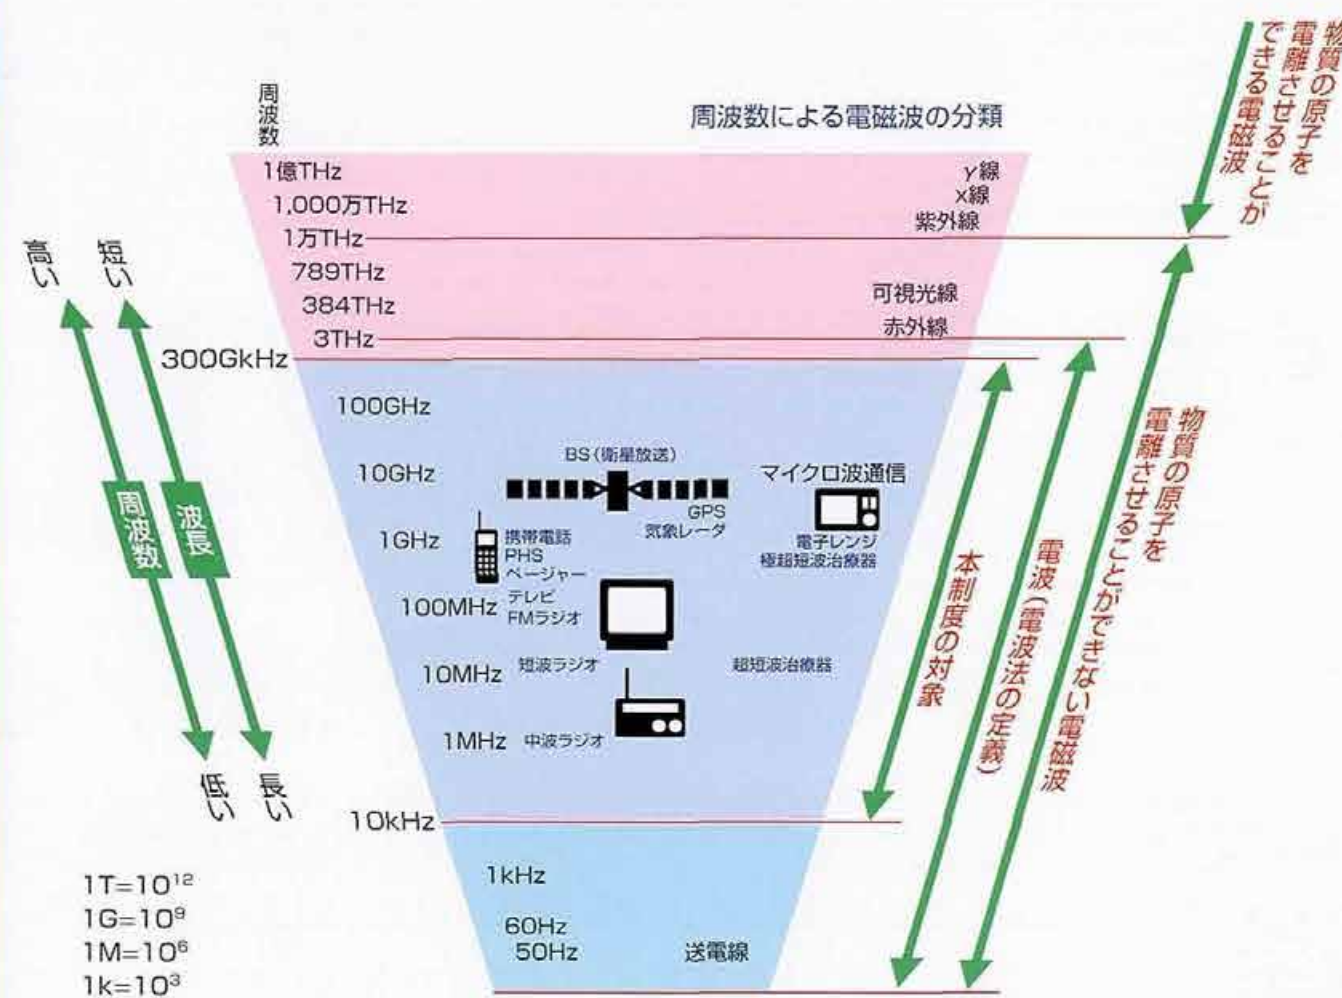 周波数による電磁波の分類
周波数
1億THz
γ線
1,000万THz
X線
紫外線
1万THz
789THz
可視光線
384THz
赤外線
3THz
300GkHz
100GHz
10GHz
BS(衛星放送)
マイクロ波通信
GPS
気象レーダ
電子レンジ
極超短波治療器
1GHz
携帯電話
PHS
ページャー
100MHz
テレビ
FMラジオ
10MHz
短波ラジオ
超短波治療器
1MHz
中波ラジオ
10kHz
1kHz
60Hz
50Hz
送電線
高い
短い
周波数
波長
低い
長い
1T=10¹²
1G=10⁹
1M=10⁶
1k=10³
物質の原子を
電離させることが
できる電磁波
本制度の対象
電波(電波法の定義)
物質の原子を
電離させることができない電磁波